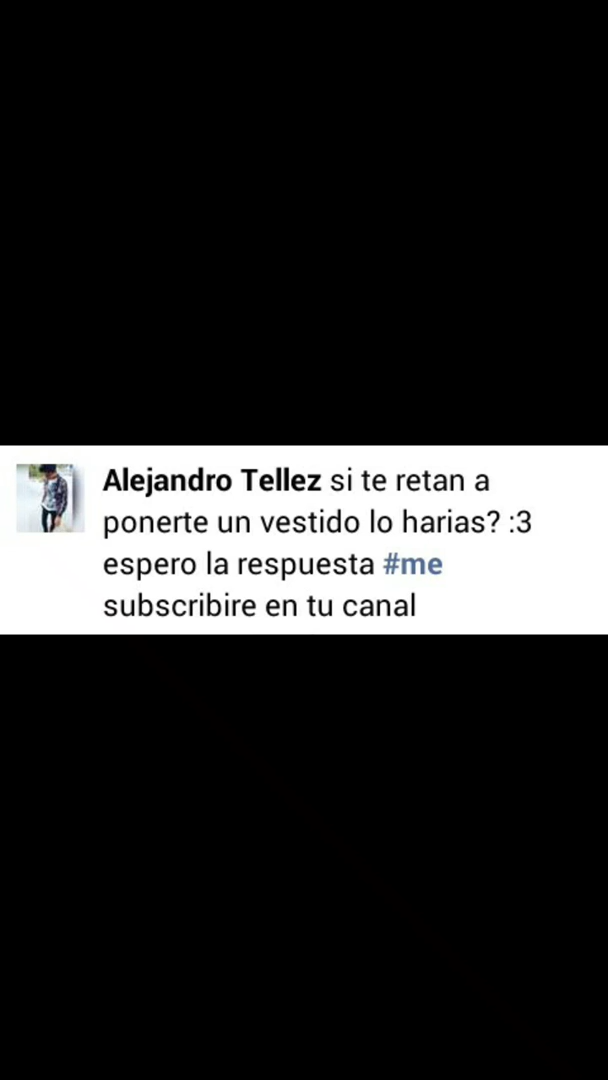 Alejandro Tellez si te retan a
ponerte un vestido lo harias? :3
espero la respuesta #me
subscribire en tu canal